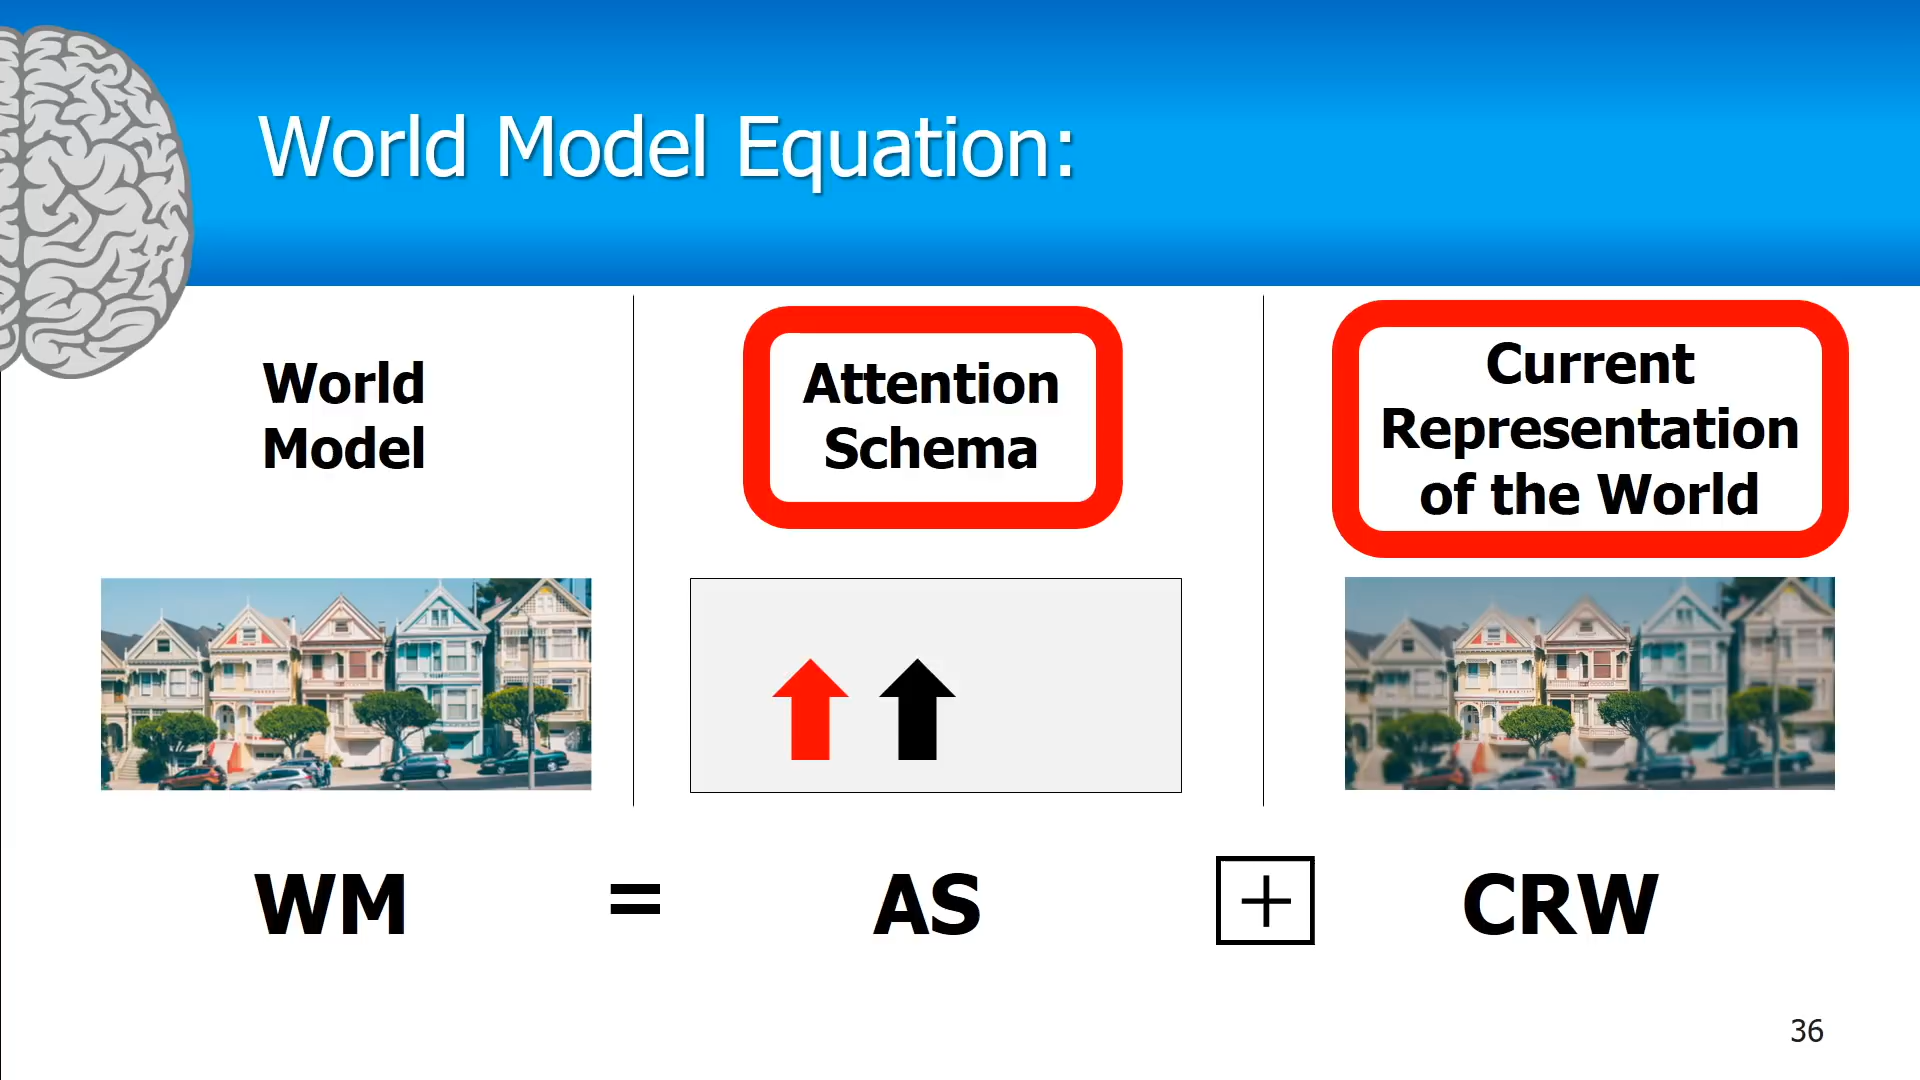 World Model Equation:
World
Model
Attention
Schema
Current
Representation
of the World
WM = AS + CRW
36